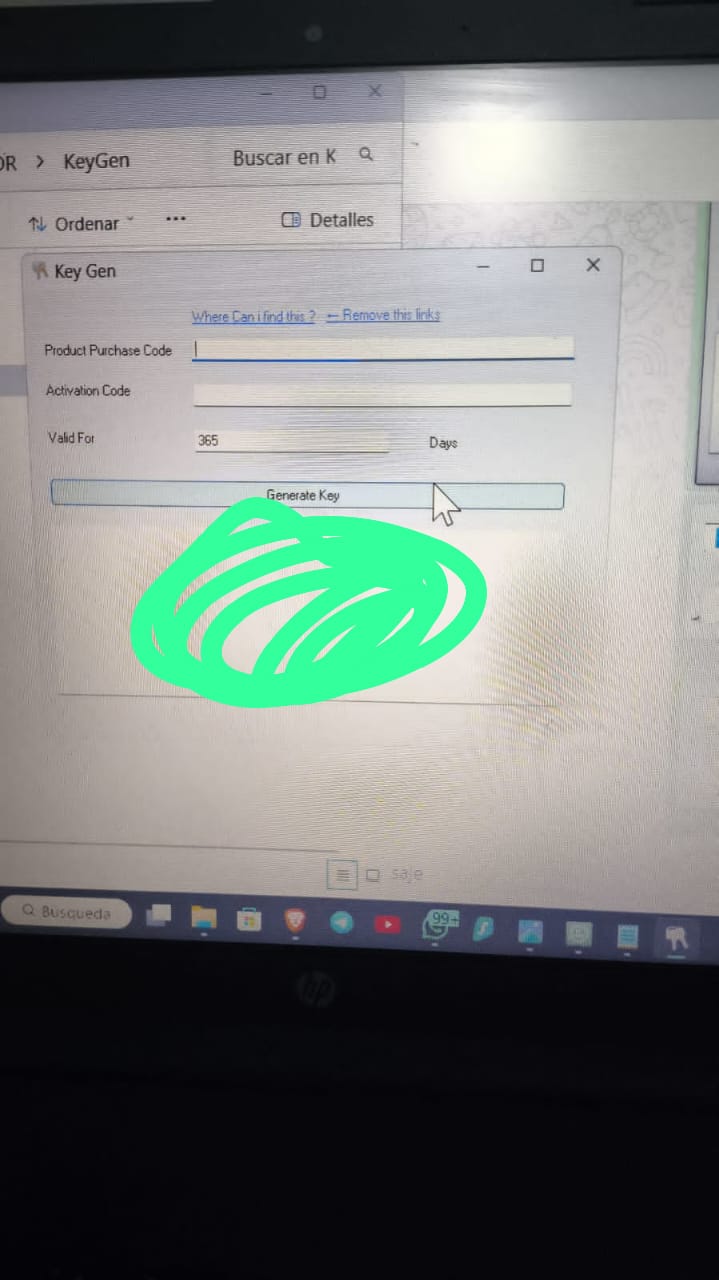 OR > KeyGen Buscar en K
Ordenar ... Detalles
Key Gen
Where Can i find this ? ← Remove this links
Product Purchase Code
Activation Code
Valid For 365 Days
Generate Key
saje
Búsqueda 99+
hp